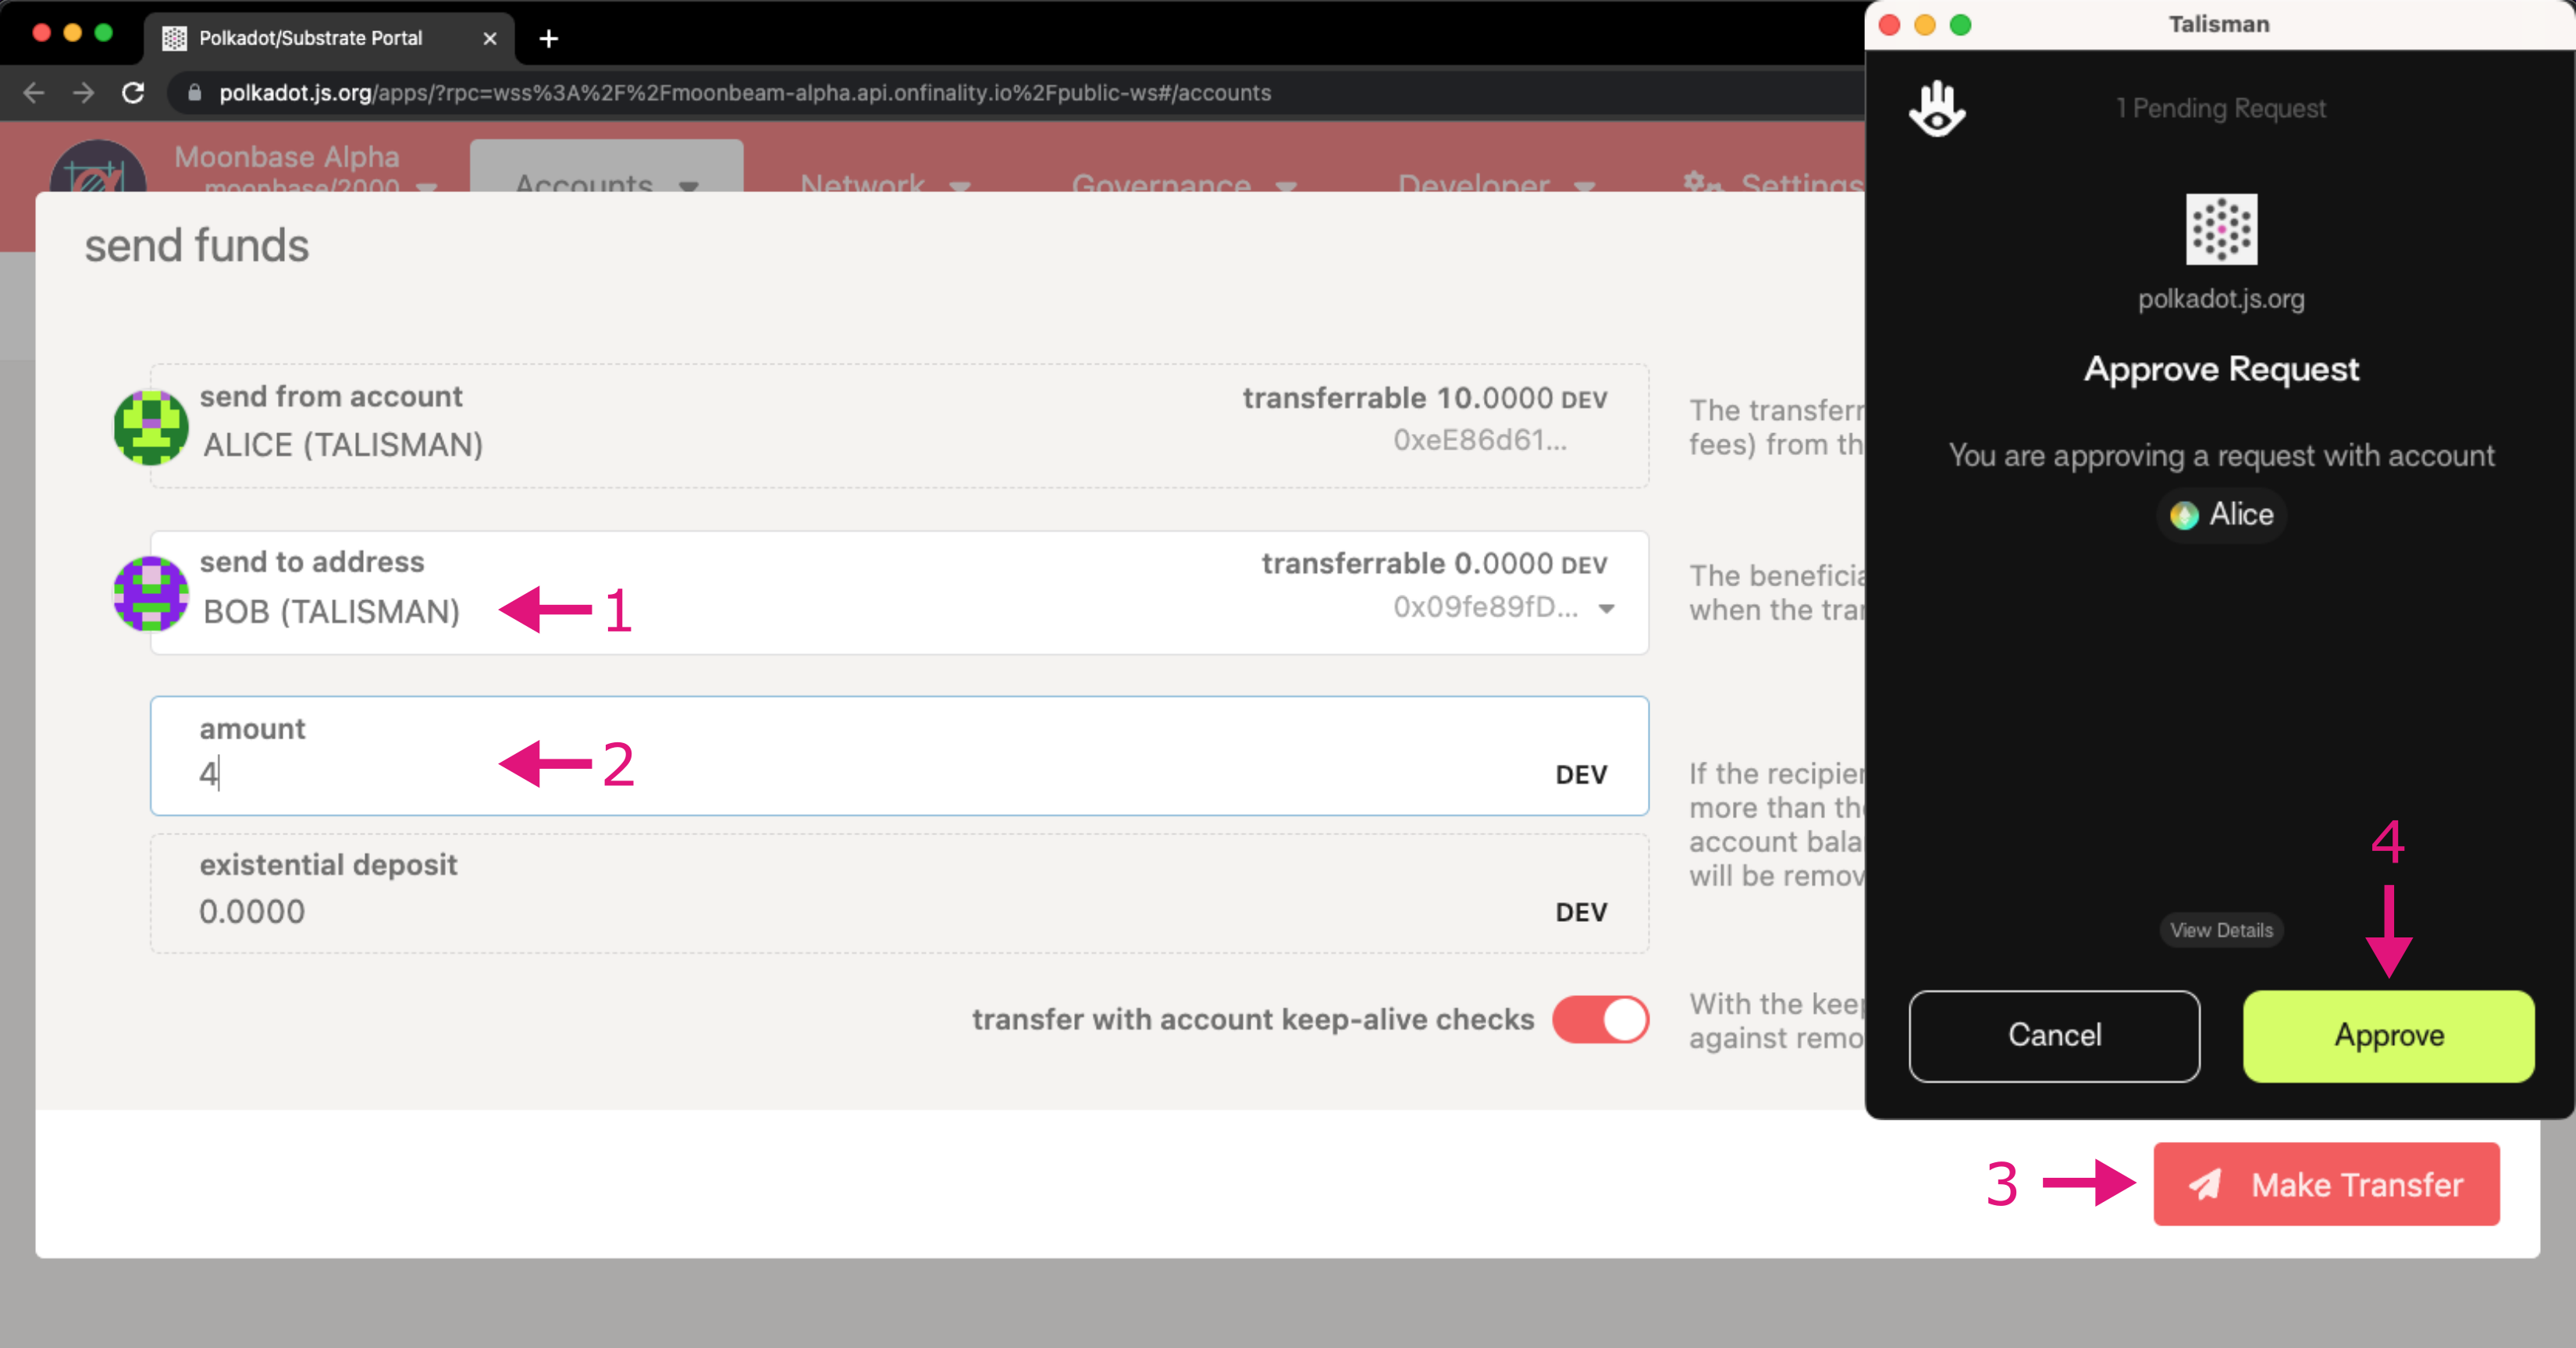 Polkadot/Substrate Portal
polkadot.js.org/apps/?rpc=wss%3A%2F%2Fmoonbeam-alpha.api.onfinality.io%2Fpublic-ws#/accounts
Moonbase Alpha
moonbase/2000
Accounts
Network
Governance
Developer
Settings
send funds
send from account
ALICE (TALISMAN)
transferrable 10.0000 DEV
0xeE86d61...
The transferr
fees) from th
send to address
BOB (TALISMAN)
1
transferrable 0.0000 DEV
0x09fe89fD...
The beneficia
when the tra
amount
4
2
DEV
If the recipier
more than the
account bala
will be remov
existential deposit
0.0000
DEV
transfer with account keep-alive checks
With the keep
against remo
3
Make Transfer
Talisman
1 Pending Request
polkadot.js.org
Approve Request
You are approving a request with account
Alice
View Details
4
Cancel
Approve